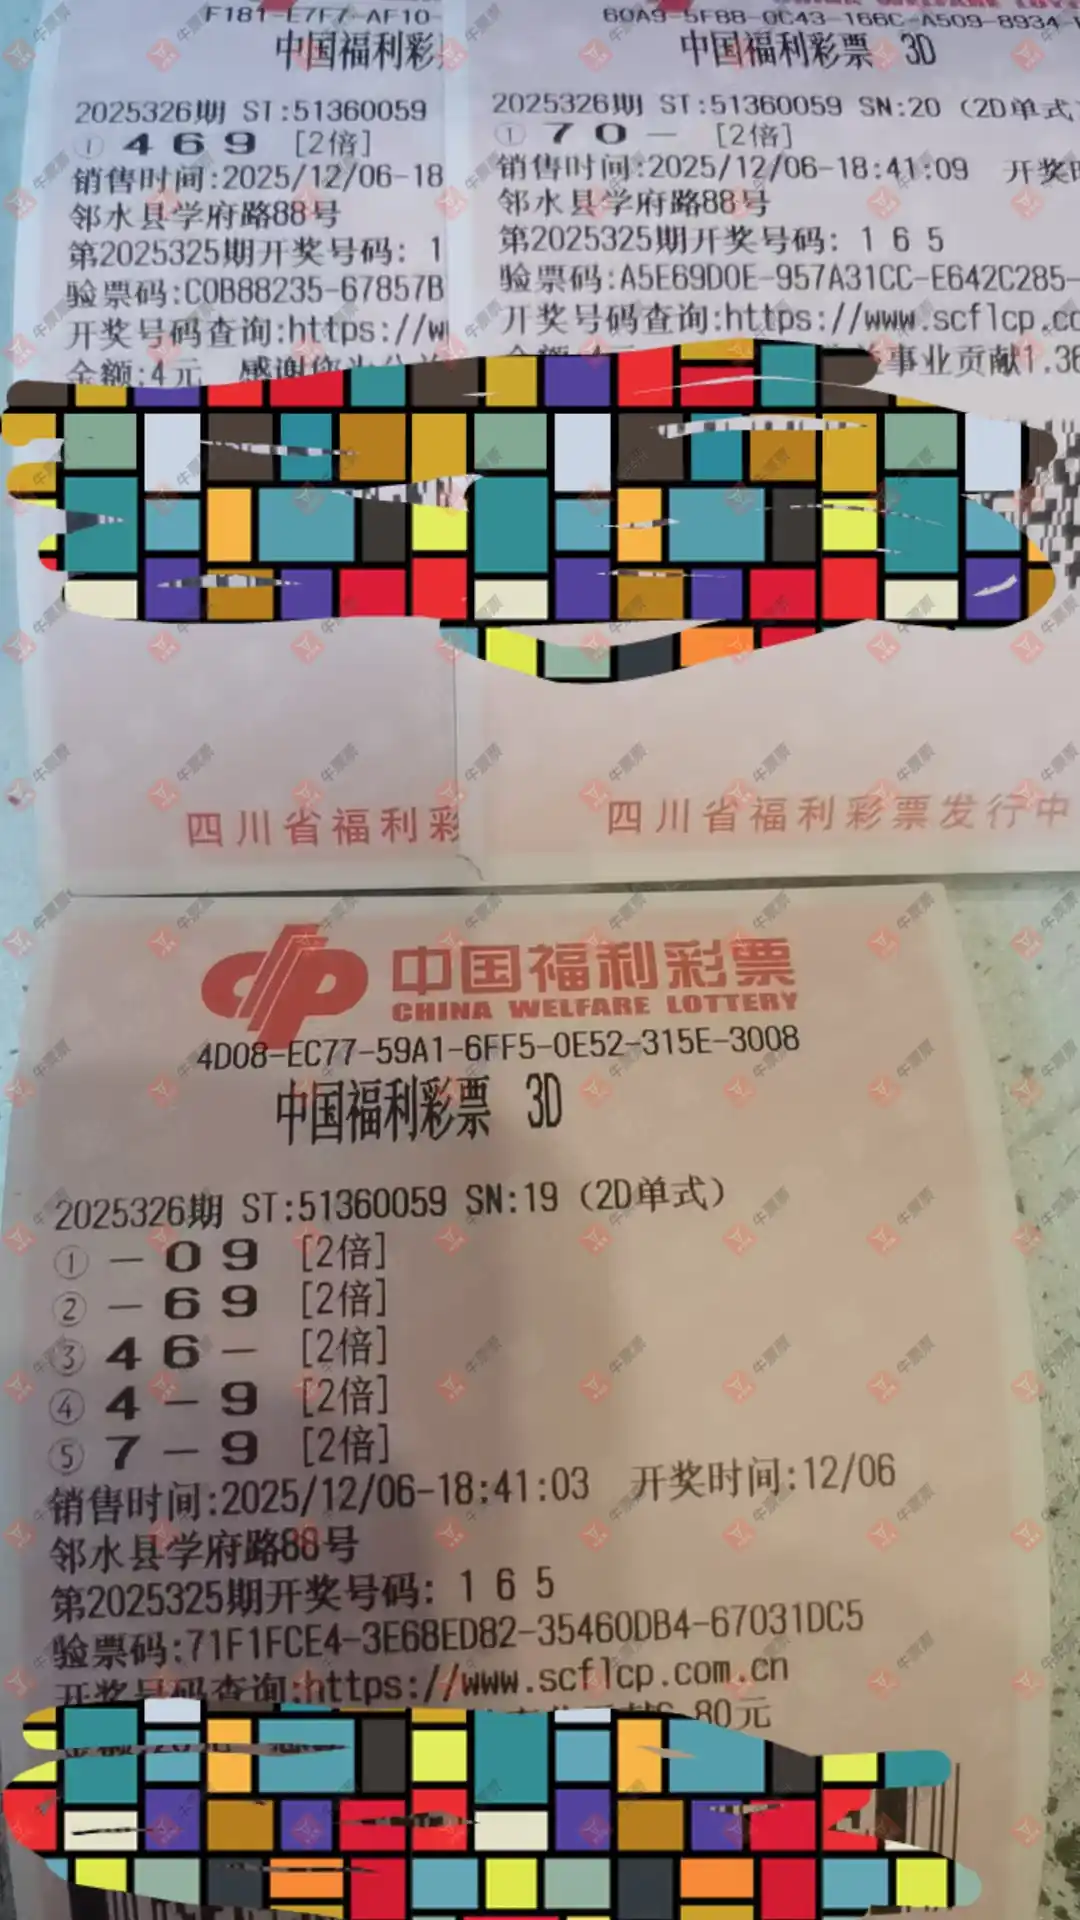 F181-E7F7-AF10-
中国福利彩
2025326期 ST:51360059
① 4 6 9 [2倍]
销售时间:2025/12/06-18
邻水县学府路88号
第2025325期开奖号码: 1
验票码:C0B88235-67857B
开奖号码查询:https://w
金额:4元 感谢您为公益
四川省福利彩
60A9-5F88-0C43-166C-A509-8934-
中国福利彩票 3D
2025326期 ST:51360059 SN:20 (2D单式)
① 7 0 — [2倍]
销售时间:2025/12/06-18:41:09 开奖时
邻水县学府路88号
第2025325期开奖号码: 1 6 5
验票码:A5E69D0E-957A31CC-E642C285-
开奖号码查询:https://www.scflcp.co
金额:4元 事业贡献1.36
四川省福利彩票发行中
中国福利彩票
CHINA WELFARE LOTTERY
4D08-EC77-59A1-6FF5-0E52-315E-3008
中国福利彩票 3D
2025326期 ST:51360059 SN:19 (2D单式)
① — 0 9 [2倍]
② — 6 9 [2倍]
③ 4 6 — [2倍]
④ 4 — 9 [2倍]
⑤ 7 — 9 [2倍]
销售时间:2025/12/06-18:41:03 开奖时间:12/06
邻水县学府路88号
第2025325期开奖号码: 1 6 5
验票码:71F1FCE4-3E68ED82-35460DB4-67031DC5
开奖号码查询:https://www.scflcp.com.cn
80元
牛票票